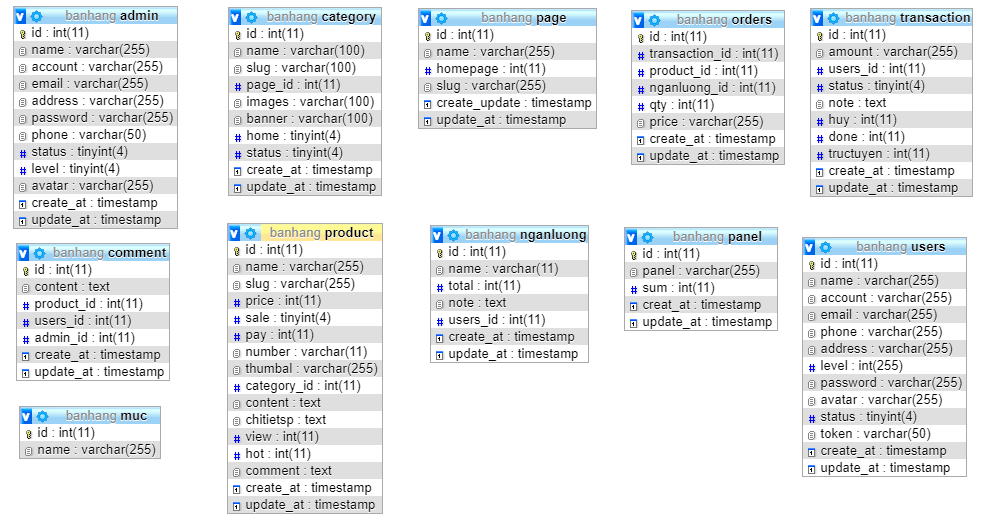 banhang admin
id : int(11)
name : varchar(255)
account : varchar(255)
email : varchar(255)
address : varchar(255)
password : varchar(255)
phone : varchar(50)
status : tinyint(4)
level : tinyint(4)
avatar : varchar(255)
create_at : timestamp
update_at : timestamp
banhang category
id : int(11)
name : varchar(100)
slug : varchar(100)
page_id : int(11)
images : varchar(100)
banner : varchar(100)
home : tinyint(4)
status : tinyint(4)
create_at : timestamp
update_at : timestamp
banhang page
id : int(11)
name : varchar(255)
homepage : int(11)
slug : varchar(255)
create_update : timestamp
update_at : timestamp
banhang orders
id : int(11)
transaction_id : int(11)
product_id : int(11)
nganluong_id : int(11)
qty : int(11)
price : varchar(255)
create_at : timestamp
update_at : timestamp
banhang transaction
id : int(11)
amount : varchar(255)
users_id : int(11)
status : tinyint(4)
note : text
huy : int(11)
done : int(11)
tructuyen : int(11)
create_at : timestamp
update_at : timestamp
banhang comment
id : int(11)
content : text
product_id : int(11)
users_id : int(11)
admin_id : int(11)
create_at : timestamp
update_at : timestamp
banhang product
id : int(11)
name : varchar(255)
slug : varchar(255)
price : int(11)
sale : tinyint(4)
pay : int(11)
number : varchar(11)
thumbal : varchar(255)
category_id : int(11)
content : text
chitietsp : text
view : int(11)
hot : int(11)
comment : text
create_at : timestamp
update_at : timestamp
banhang nganluong
id : int(11)
name : varchar(11)
total : int(11)
note : text
users_id : int(11)
create_at : timestamp
update_at : timestamp
banhang panel
id : int(11)
panel : varchar(255)
sum : int(11)
creat_at : timestamp
update_at : timestamp
banhang users
id : int(11)
name : varchar(255)
account : varchar(255)
email : varchar(255)
phone : varchar(255)
address : varchar(255)
level : int(255)
password : varchar(255)
avatar : varchar(255)
status : tinyint(4)
token : varchar(50)
create_at : timestamp
update_at : timestamp
banhang muc
id : int(11)
name : varchar(255)